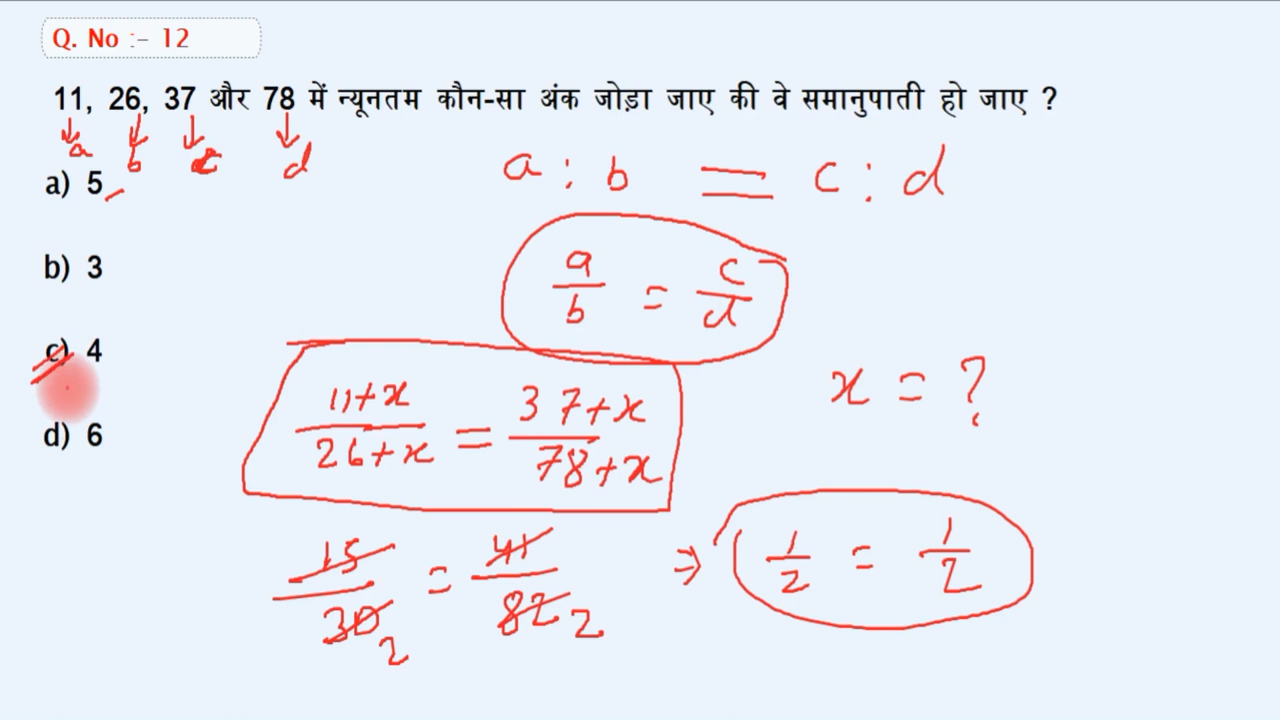 Q. No :- 12
11, 26, 37 और 78 में न्यूनतम कौन-सा अंक जोड़ा जाए की वे समानुपाती हो जाए ?
a b c d
a : b = c : d
a) 5
a/b = c/d
b) 3
c) 4
x = ?
11+x/26+x = 37+x/78+x
d) 6
15/30 2 = 41/82 2 ⇒ 1/2 = 1/2